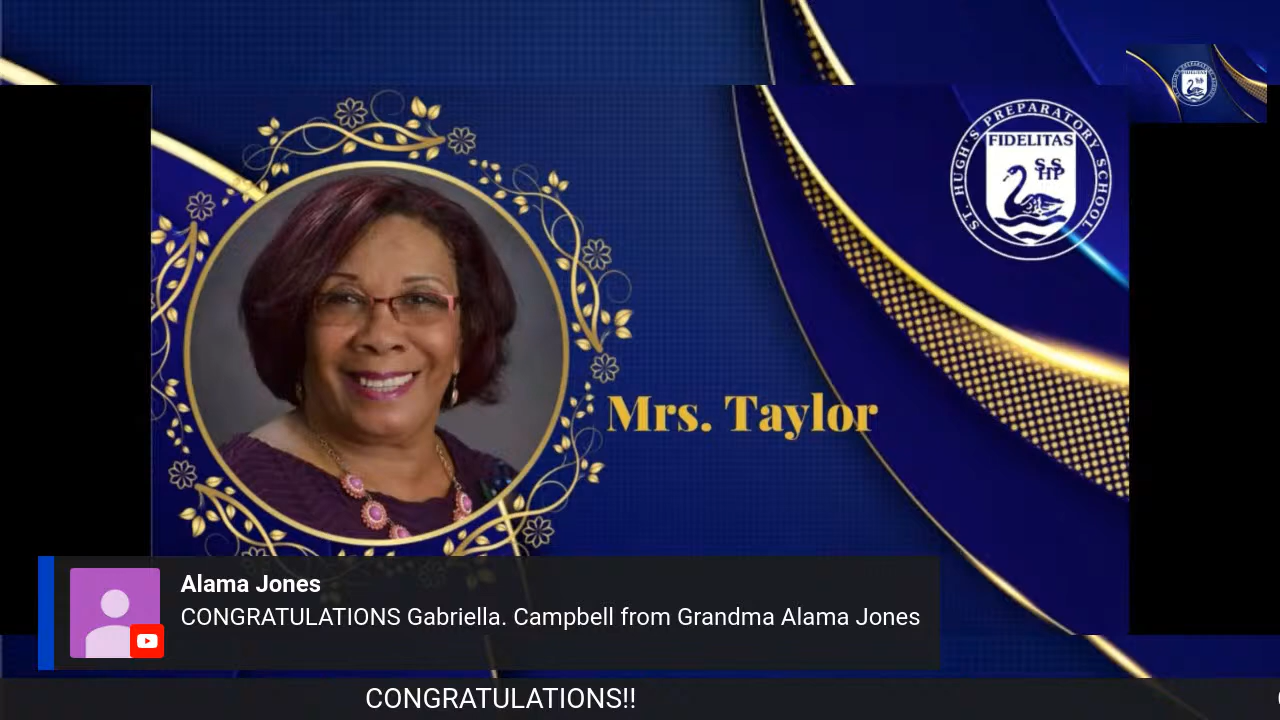 ST. HUGH'S PREPARATORY SCHOOL
FIDELITAS
S.S
HP
Mrs. Taylor
Alama Jones
CONGRATULATIONS Gabriella. Campbell from Grandma Alama Jones
CONGRATULATIONS!!